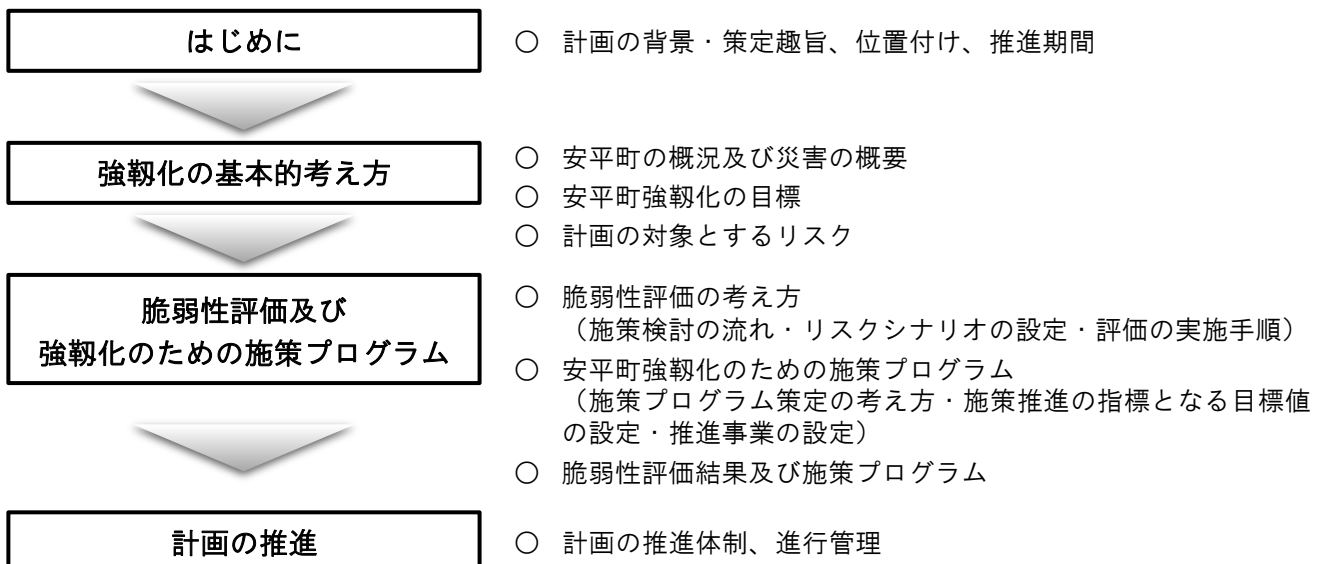 はじめに
○ 計画の背景・策定趣旨、位置付け、推進期間
強靱化の基本的考え方
○ 安平町の概況及び災害の概要
○ 安平町強靱化の目標
○ 計画の対象とするリスク
脆弱性評価及び
強靱化のための施策プログラム
○ 脆弱性評価の考え方
（施策検討の流れ・リスクシナリオの設定・評価の実施手順）
○ 安平町強靱化のための施策プログラム
（施策プログラム策定の考え方・施策推進の指標となる目標値
の設定・推進事業の設定）
○ 脆弱性評価結果及び施策プログラム
計画の推進
○ 計画の推進体制、進行管理